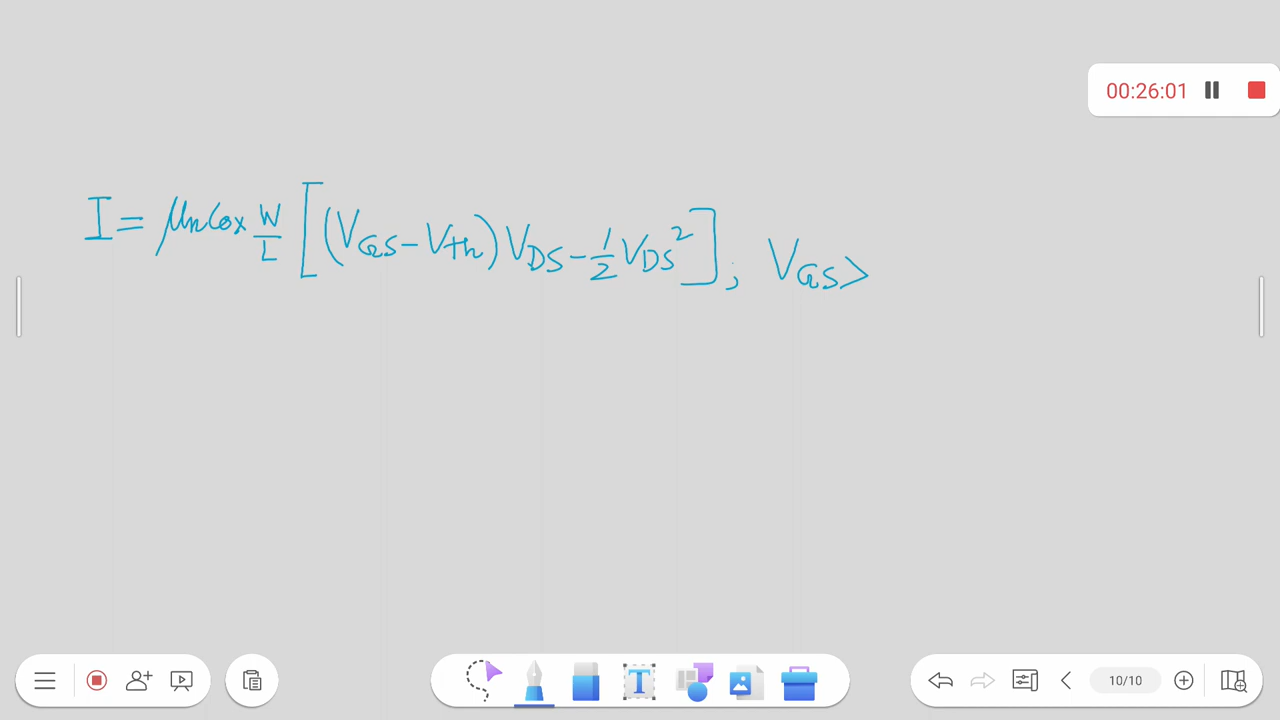 00:26:01
I = μnCox W/L [(VGS - Vth) VDS - 1/2 VDS²]; VGS >
T
10/10